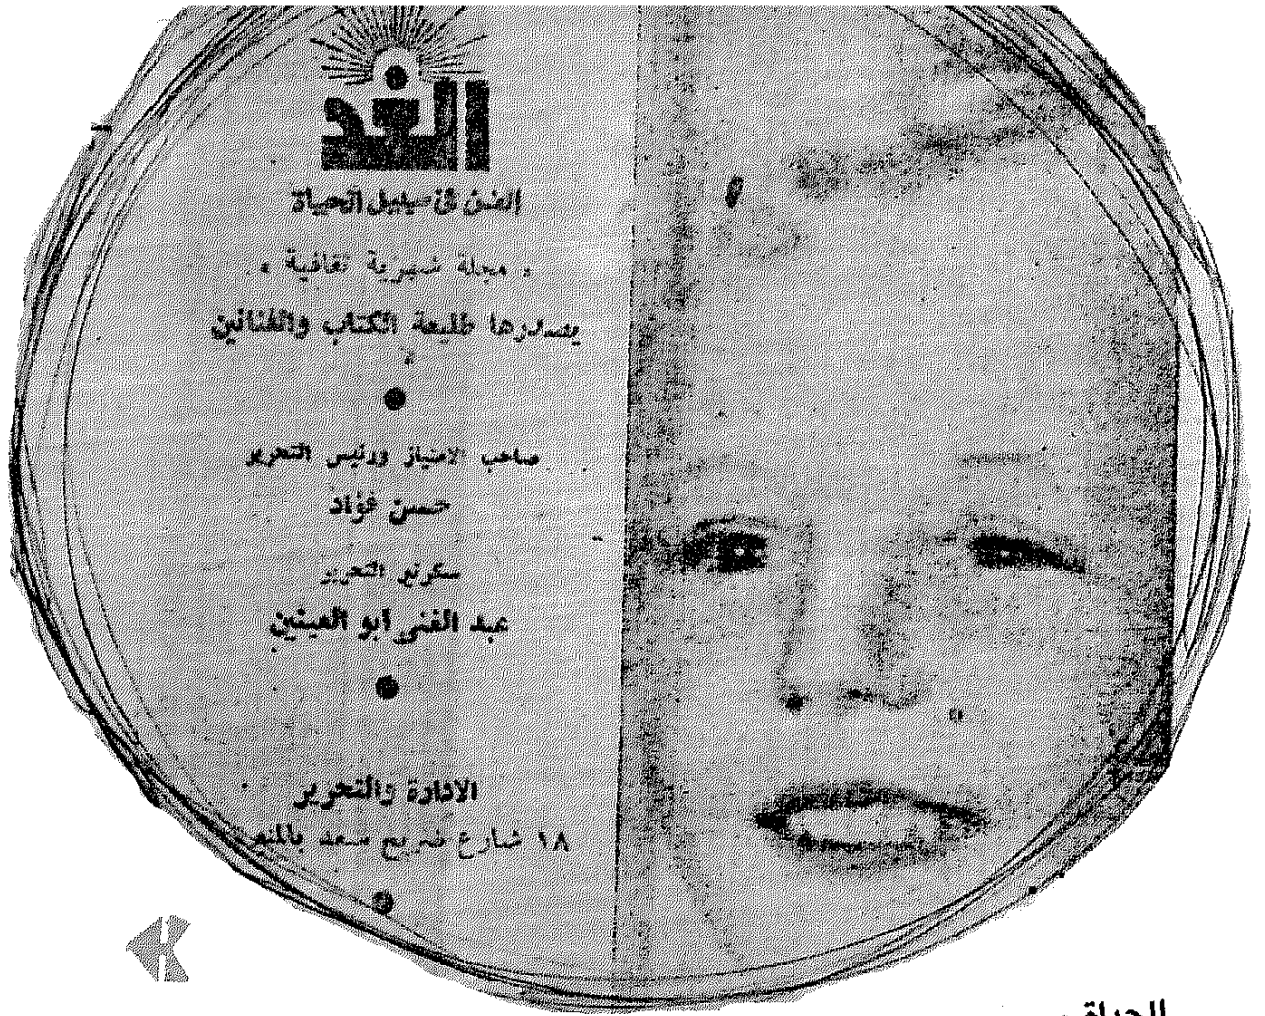 الغد
الفن في سبيل الحياة
« مجلة شهرية ثقافية »
يصدرها طليعة الكتاب والفنانين
صاحب الامتياز ورئيس التحرير
حسن فؤاد
سكرتير التحرير
عبد الغني ابو العينين
الادارة والتحرير
١٨ شارع ضريح سعد بالمنير